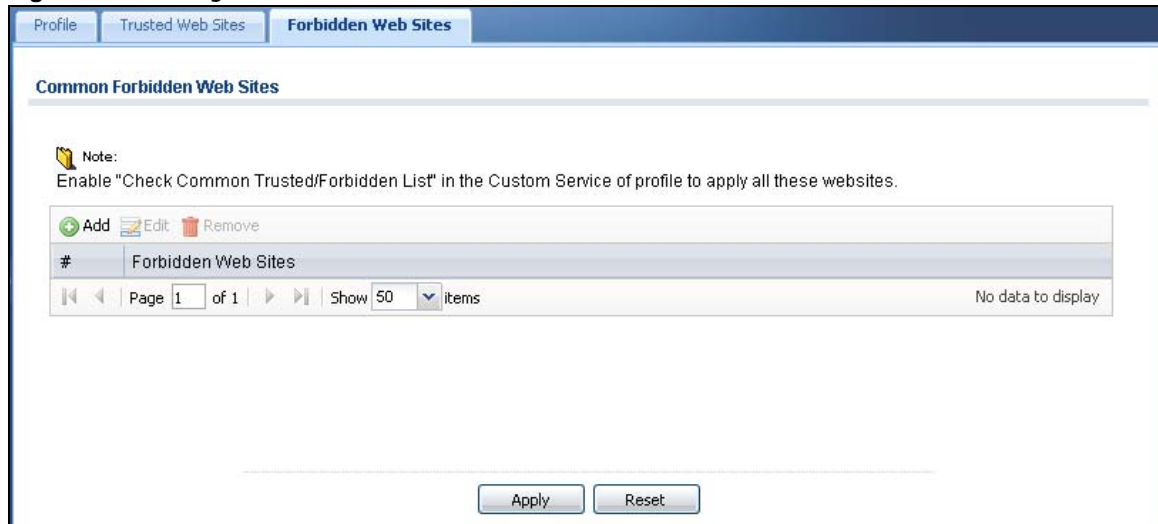 Profile Trusted Web Sites Forbidden Web Sites
Common Forbidden Web Sites
Note:
Enable "Check Common Trusted/Forbidden List" in the Custom Service of profile to apply all these websites.
Add Edit Remove
# Forbidden Web Sites
Page 1 of 1 Show 50 items No data to display
Apply Reset